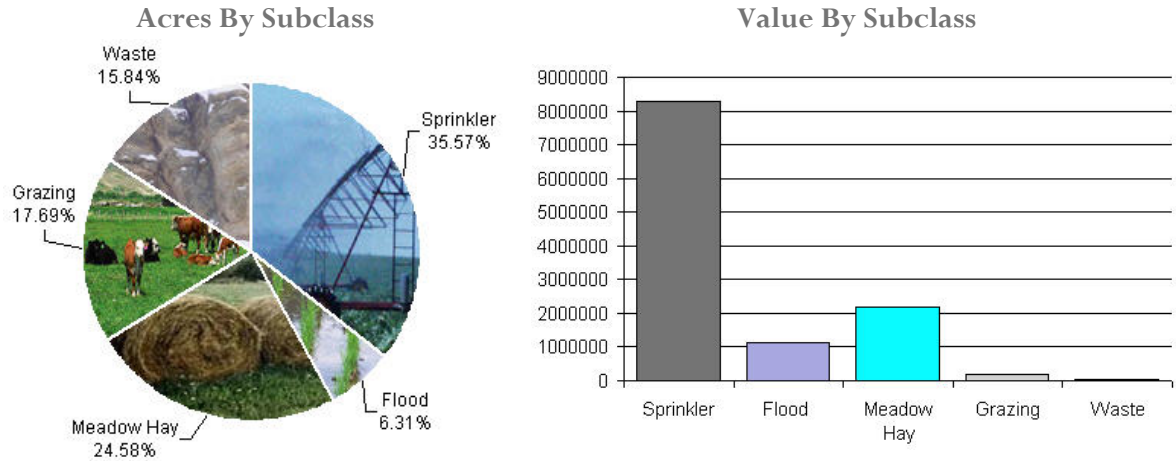 Acres By Subclass
Waste
15.84%
Sprinkler
35.57%
Grazing
17.69%
Flood
6.31%
Meadow Hay
24.58%
Value By Subclass
9000000
8000000
7000000
6000000
5000000
4000000
3000000
2000000
1000000
0
Sprinkler
Flood
Meadow
Hay
Grazing
Waste